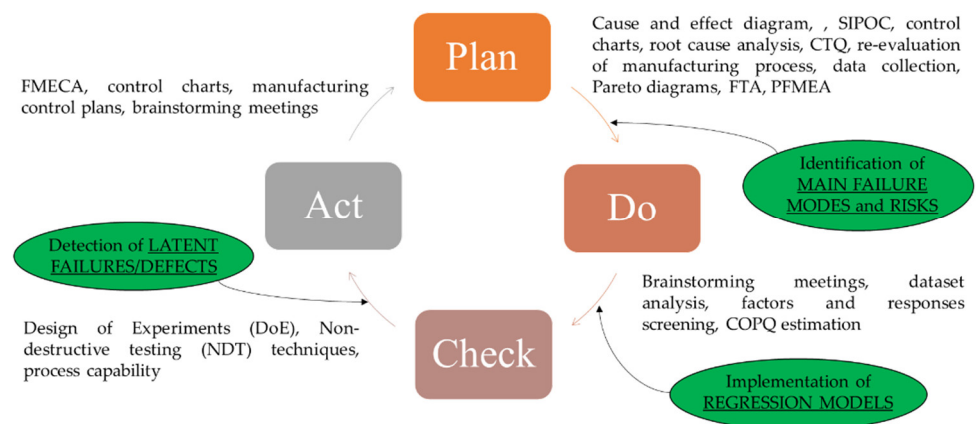 Plan
Cause and effect diagram, , SIPOC, control
charts, root cause analysis, CTQ, re-evaluation
of manufacturing process, data collection,
Pareto diagrams, FTA, PFMEA
FMECA, control charts, manufacturing
control plans, brainstorming meetings
Identification of
MAIN FAILURE
MODES and RISKS
Act
Do
Detection of LATENT
FAILURES/DEFECTS
Brainstorming meetings, dataset
analysis, factors and responses
screening, COPQ estimation
Design of Experiments (DoE), Non-
destructive testing (NDT) techniques,
process capability
Check
Implementation of
REGRESSION MODELS